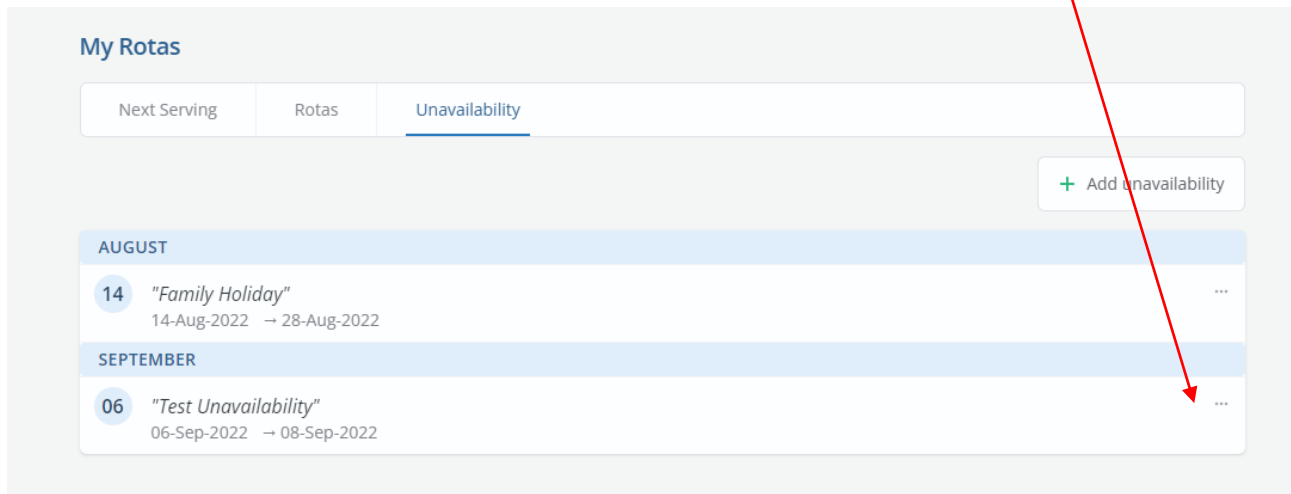 My Rotas
Next Serving Rotas Unavailability
+ Add unavailability
AUGUST
14 "Family Holiday" ...
14-Aug-2022 → 28-Aug-2022
SEPTEMBER
06 "Test Unavailability" ...
06-Sep-2022 → 08-Sep-2022